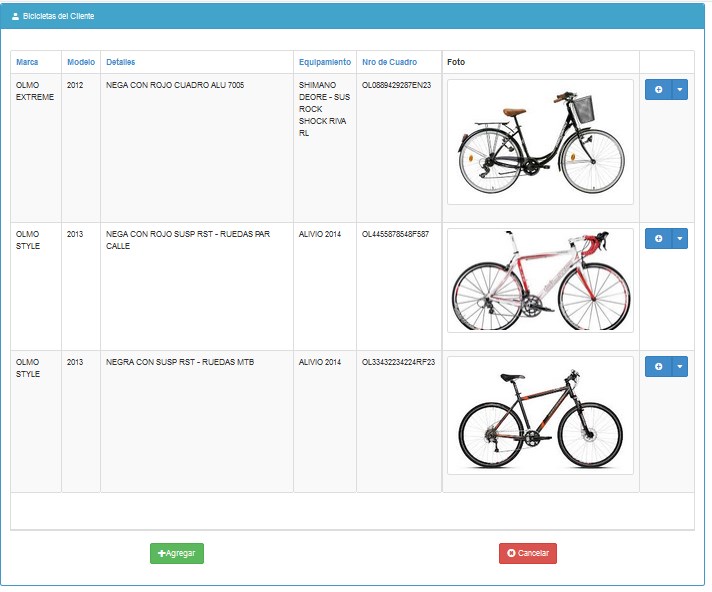 Bicicletas del Cliente
Marca Modelo Detalles Equipamiento Nro de Cuadro Foto
OLMO EXTREME 2012 NEGA CON ROJO CUADRO ALU 7005 SHIMANO DEORE - SUS ROCK SHOCK RIVA RL OL0889429287EN23
OLMO STYLE 2013 NEGA CON ROJO SUSP RST - RUEDAS PAR CALLE ALIVIO 2014 OL4455878548F587
OLMO STYLE 2013 NEGRA CON SUSP RST - RUEDAS MTB ALIVIO 2014 OL33432234224RF23
Agregar Cancelar